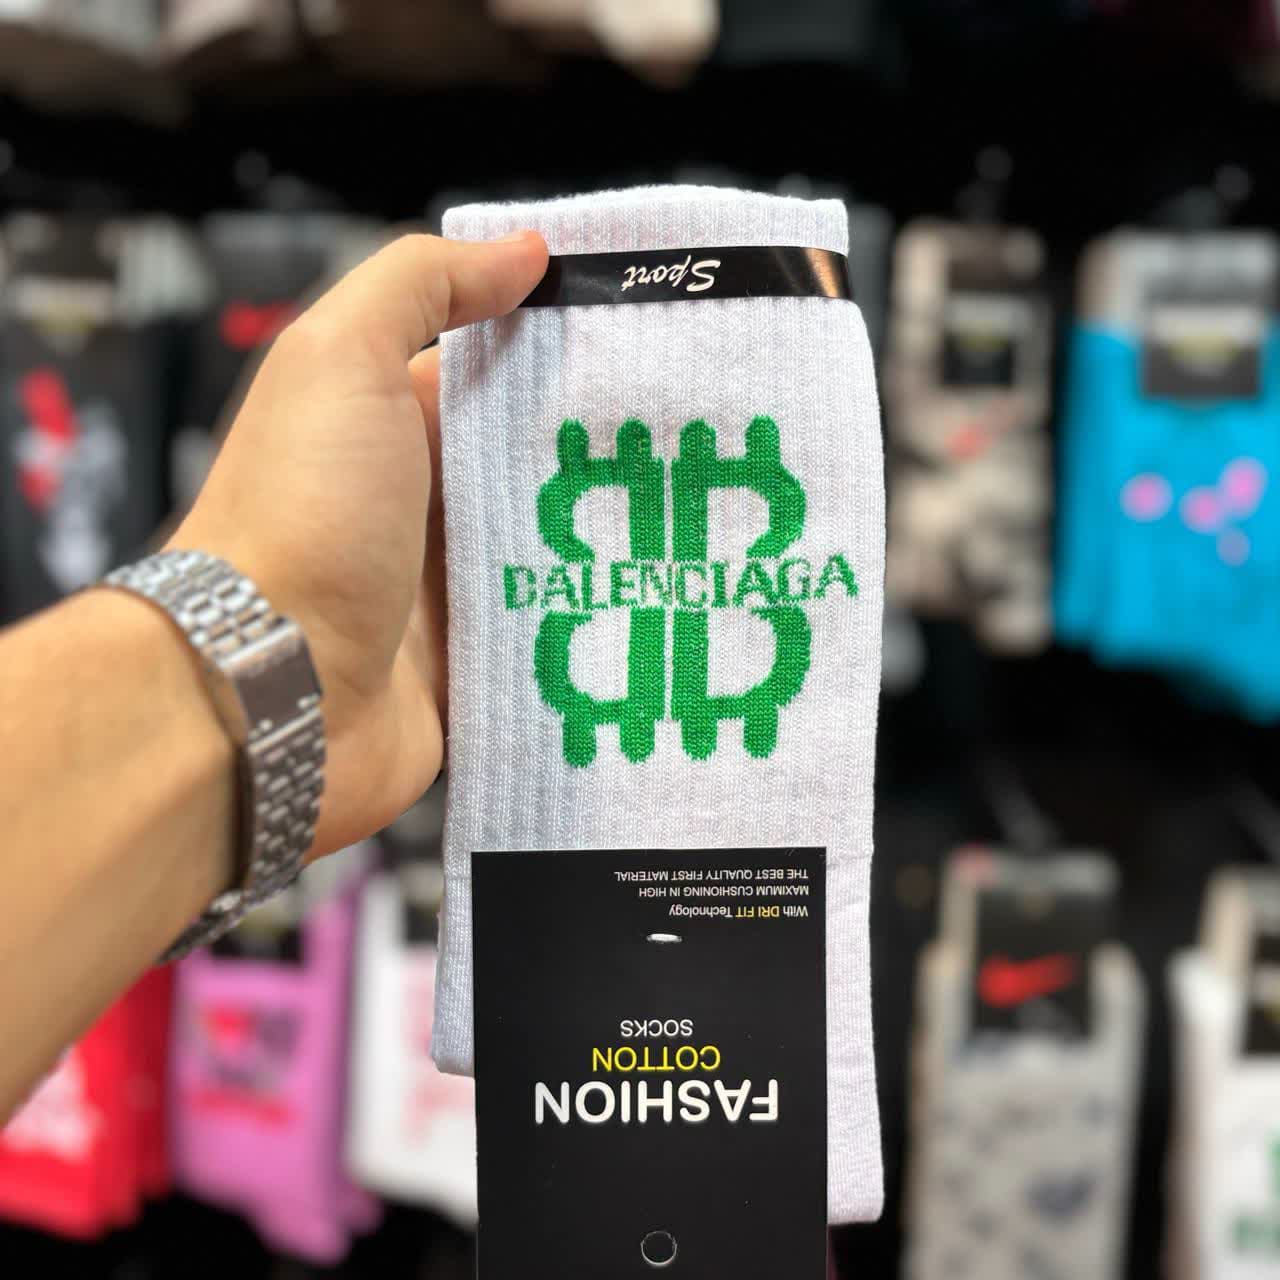 Sport
BALENCIAGA
With DRI FIT Technology
MAXIMUM CUSHIONING IN HIGH
THE BEST QUALITY FIRST MATERIAL
FASHION
COTTON
SOCKS